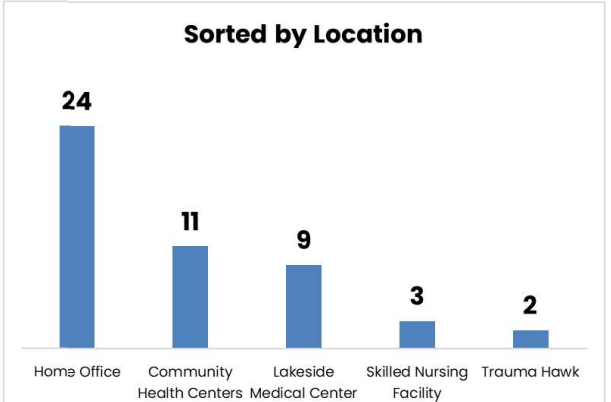 Sorted by Location
24
11
9
3
2
Home Office
Community
Health Centers
Lakeside
Medical Center
Skilled Nursing
Facility
Trauma Hawk